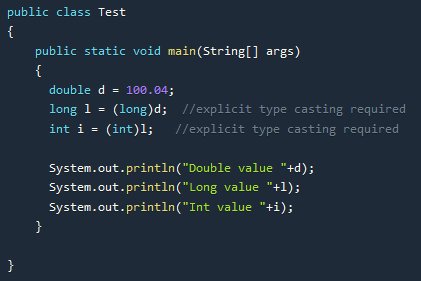 public class Test
{
    public static void main(String[] args)
    {
      double d = 100.04;
      long l = (long)d;  //explicit type casting required
      int i = (int)l;   //explicit type casting required

      System.out.println("Double value "+d);
      System.out.println("Long value "+l);
      System.out.println("Int value "+i);
    }

}